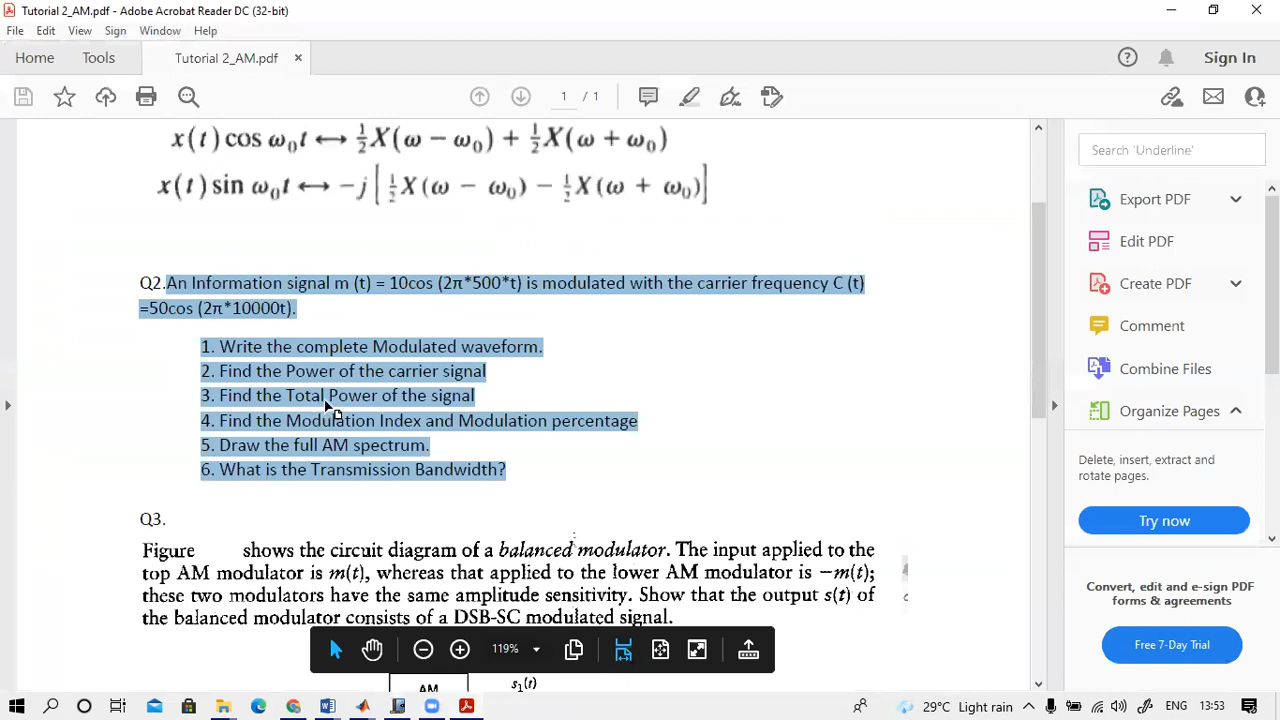 Tutorial 2_AM.pdf - Adobe Acrobat Reader DC (32-bit)
File Edit View Sign Window Help
Home Tools Tutorial 2_AM.pdf × Sign In
1 / 1
x(t) cos ω₀t ↔ ½X(ω − ω₀) + ½X(ω + ω₀)
x(t) sin ω₀t ↔ −j[½X(ω − ω₀) − ½X(ω + ω₀)]
Q2.An Information signal m (t) = 10cos (2π*500*t) is modulated with the carrier frequency C (t)
=50cos (2π*10000t).
1. Write the complete Modulated waveform.
2. Find the Power of the carrier signal
3. Find the Total Power of the signal
4. Find the Modulation Index and Modulation percentage
5. Draw the full AM spectrum.
6. What is the Transmission Bandwidth?
Q3.
Figure shows the circuit diagram of a balanced modulator. The input applied to the
top AM modulator is m(t), whereas that applied to the lower AM modulator is −m(t);
these two modulators have the same amplitude sensitivity. Show that the output s(t) of
the balanced modulator consists of a DSB-SC modulated signal.
119%
AM s₁(t)
Search 'Underline'
Export PDF
Edit PDF
Create PDF
Comment
Combine Files
Organize Pages
Delete, insert, extract and
rotate pages.
Try now
Convert, edit and e-sign PDF
forms & agreements
Free 7-Day Trial
29°C Light rain ENG 13:53